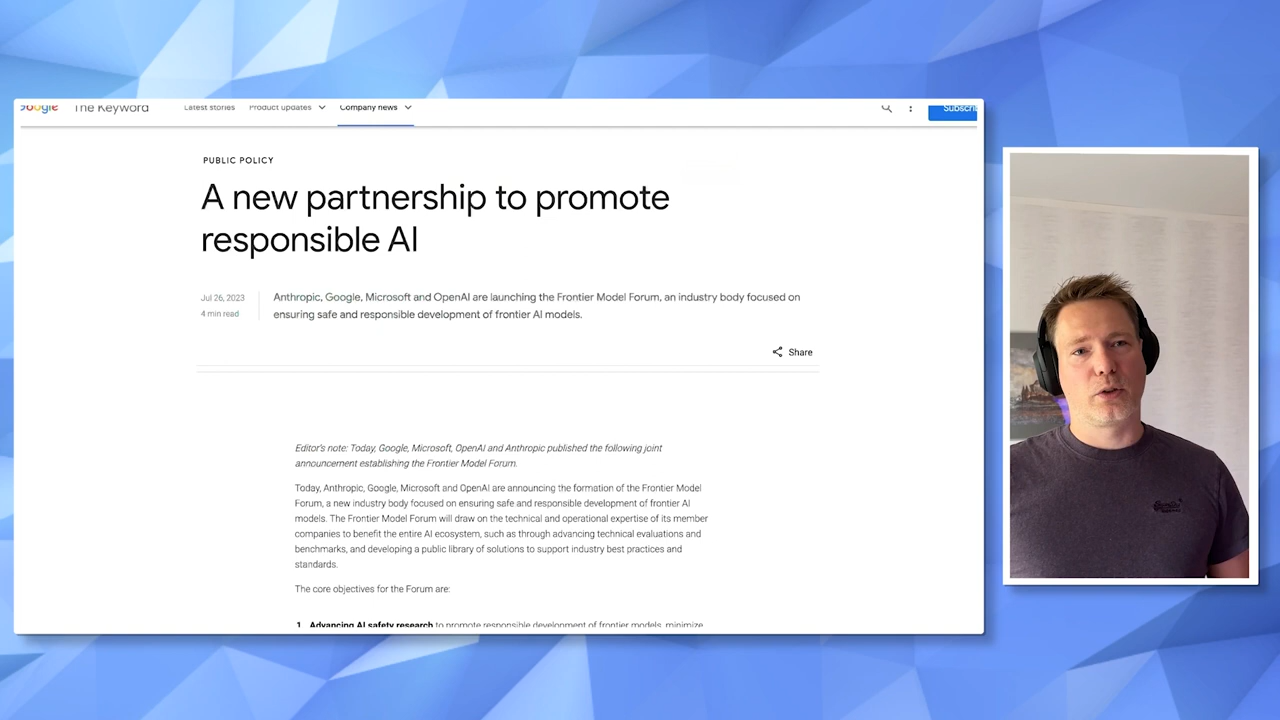 Google The Keyword Latest stories Product updates Company news
PUBLIC POLICY
A new partnership to promote
responsible AI
Jul 26, 2023
4 min read
Anthropic, Google, Microsoft and OpenAI are launching the Frontier Model Forum, an industry body focused on
ensuring safe and responsible development of frontier AI models.
Share
Editor's note: Today, Google, Microsoft, OpenAI and Anthropic published the following joint
announcement establishing the Frontier Model Forum.
Today, Anthropic, Google, Microsoft and OpenAI are announcing the formation of the Frontier Model
Forum, a new industry body focused on ensuring safe and responsible development of frontier AI
models. The Frontier Model Forum will draw on the technical and operational expertise of its member
companies to benefit the entire AI ecosystem, such as through advancing technical evaluations and
benchmarks, and developing a public library of solutions to support industry best practices and
standards.
The core objectives for the Forum are:
1. Advancing AI safety research to promote responsible development of frontier models, minimize